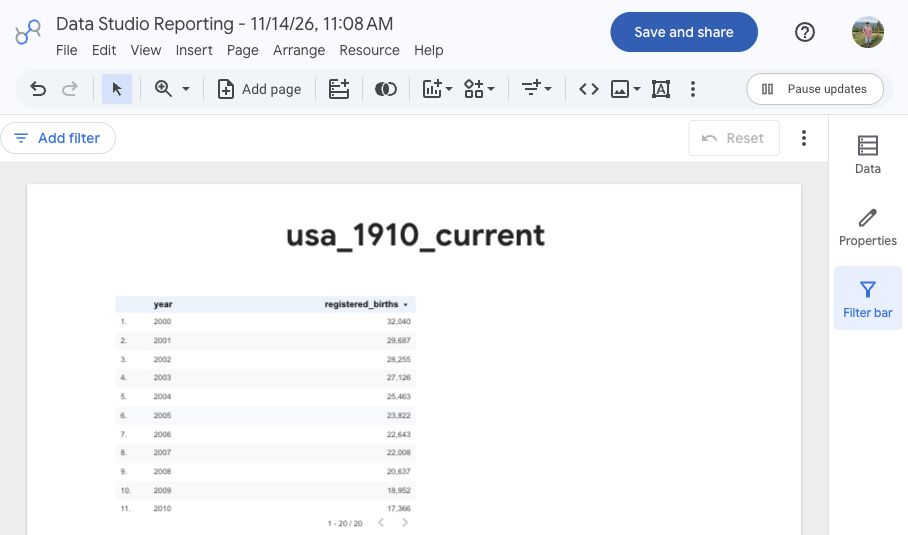 Data Studio Reporting - 11/14/26, 11:08 AM
File Edit View Insert Page Arrange Resource Help
Save and share
Add page
Pause updates
Add filter
Reset
Data
Properties
Filter bar
usa_1910_current
year registered_births
1. 2000 32,040
2. 2001 29,687
3. 2002 28,255
4. 2003 27,126
5. 2004 25,463
6. 2005 23,822
7. 2006 22,643
8. 2007 22,008
9. 2008 20,637
10. 2009 18,952
11. 2010 17,366
1 - 20 / 20